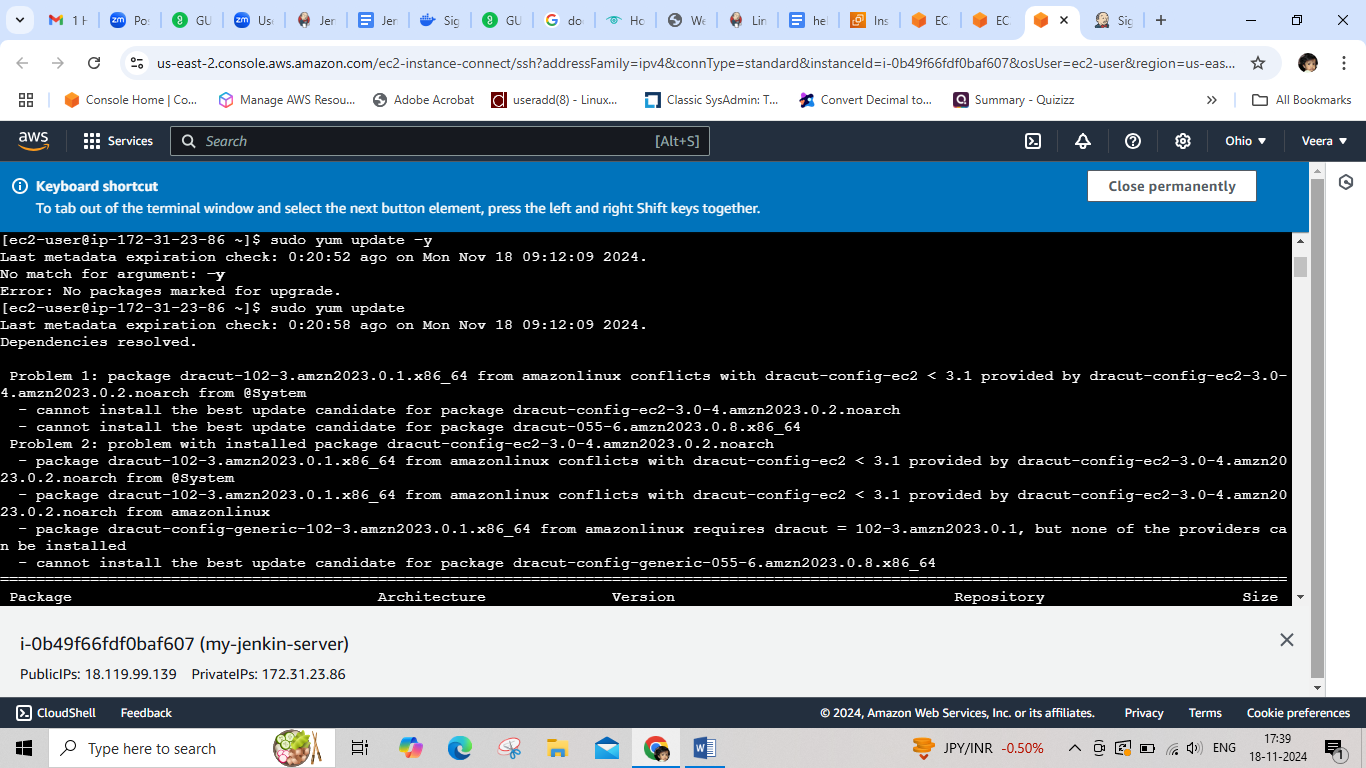 1
Pos
GU
Use
Jen
Jen
Sig
GU
doc
Ho
We
Lin
hel
Ins
EC
EC
Sig
us-east-2.console.aws.amazon.com/ec2-instance-connect/ssh?addressFamily=ipv4&connType=standard&instanceId=i-0b49f66fdf0baf607&osUser=ec2-user&region=us-eas...
Console Home | Co...
Manage AWS Resou...
Adobe Acrobat
useradd(8) - Linux...
Classic SysAdmin: T...
Convert Decimal to...
Summary - Quizizz
All Bookmarks
aws
Services
Search
[Alt+S]
Ohio
Veera
Keyboard shortcut
To tab out of the terminal window and select the next button element, press the left and right Shift keys together.
Close permanently
[ec2-user@ip-172-31-23-86 ~]$ sudo yum update –y
Last metadata expiration check: 0:20:52 ago on Mon Nov 18 09:12:09 2024.
No match for argument: –y
Error: No packages marked for upgrade.
[ec2-user@ip-172-31-23-86 ~]$ sudo yum update
Last metadata expiration check: 0:20:58 ago on Mon Nov 18 09:12:09 2024.
Dependencies resolved.
Problem 1: package dracut-102-3.amzn2023.0.1.x86_64 from amazonlinux conflicts with dracut-config-ec2 < 3.1 provided by dracut-config-ec2-3.0-
4.amzn2023.0.2.noarch from @System
- cannot install the best update candidate for package dracut-config-ec2-3.0-4.amzn2023.0.2.noarch
- cannot install the best update candidate for package dracut-055-6.amzn2023.0.8.x86_64
Problem 2: problem with installed package dracut-config-ec2-3.0-4.amzn2023.0.2.noarch
- package dracut-102-3.amzn2023.0.1.x86_64 from amazonlinux conflicts with dracut-config-ec2 < 3.1 provided by dracut-config-ec2-3.0-4.amzn20
23.0.2.noarch from @System
- package dracut-102-3.amzn2023.0.1.x86_64 from amazonlinux conflicts with dracut-config-ec2 < 3.1 provided by dracut-config-ec2-3.0-4.amzn20
23.0.2.noarch from amazonlinux
- package dracut-config-generic-102-3.amzn2023.0.1.x86_64 from amazonlinux requires dracut = 102-3.amzn2023.0.1, but none of the providers ca
n be installed
- cannot install the best update candidate for package dracut-config-generic-055-6.amzn2023.0.8.x86_64
Package Architecture Version Repository Size
i-0b49f66fdf0baf607 (my-jenkin-server)
PublicIPs: 18.119.99.139 PrivateIPs: 172.31.23.86
CloudShell
Feedback
© 2024, Amazon Web Services, Inc. or its affiliates.
Privacy
Terms
Cookie preferences
Type here to search
JPY/INR -0.50%
ENG
17:39
18-11-2024
1